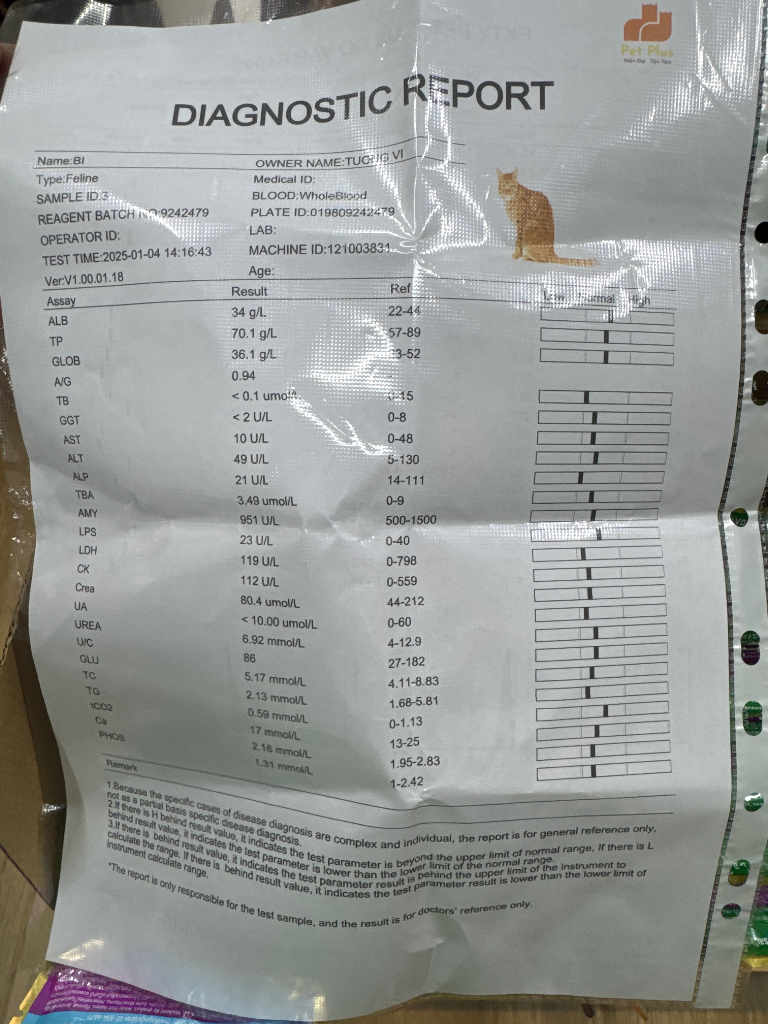 Pet Plus
DIAGNOSTIC REPORT
Name:BI OWNER NAME: VI
Type:Feline Medical ID:
SAMPLE ID:3 BLOOD:WholeBlood
REAGENT BATCH NO:9242479 PLATE ID:019809242479
OPERATOR ID: LAB:
TEST TIME:2025-01-04 14:16:43 MACHINE ID:121003831
Ver:V1.00.01.18 Age:
Assay Result Ref Low Normal High
ALB 34 g/L 22-44
TP 70.1 g/L 57-89
GLOB 36.1 g/L 23-52
A/G 0.94
TB < 0.1 umol/L 0-15
GGT < 2 U/L 0-8
AST 10 U/L 0-48
ALT 49 U/L 5-130
ALP 21 U/L 14-111
TBA 3.49 umol/L 0-9
AMY 951 U/L 500-1500
LPS 23 U/L 0-40
LDH 119 U/L 0-798
CK 112 U/L 0-559
Crea 80.4 umol/L 44-212
UA < 10.00 umol/L 0-60
UREA 6.92 mmol/L 4-12.9
U/C 86 27-182
GLU 5.17 mmol/L 4.11-8.83
TC 2.13 mmol/L 1.68-5.81
TG 0.59 mmol/L 0-1.13
tCO2 17 mmol/L 13-25
Ca 2.16 mmol/L 1.95-2.83
PHOS 1.31 mmol/L 1-2.42
Remark
1.Because the specific cases of disease diagnosis are complex and individual, the report is for general reference only,
not as a partial basis specific disease diagnosis.
2.If there is H behind result value, it indicates the test parameter is beyond the upper limit of normal range, If there is L
behind result value, it indicates the test parameter is lower than the lower limit of the normal range.
3.If there is behind result value, it indicates the test parameter result is behind the upper limit of the instrument to
calculate the range. If there is behind result value, it indicates the test parameter result is lower than the lower limit of
instrument calculate range.
*The report is only responsible for the test sample, and the result is for doctors' reference only.